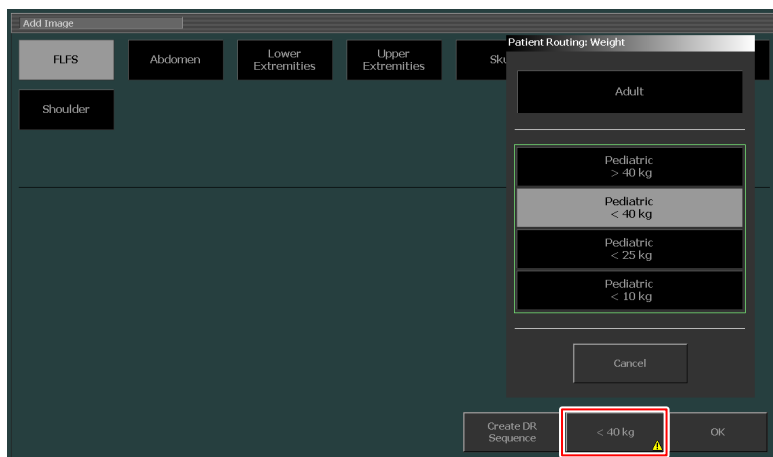 Add Image
Patient Routing: Weight
FLFS
Abdomen
Lower
Extremities
Upper
Extremities
Adult
Shoulder
Pediatric
> 40 kg
Pediatric
< 40 kg
Pediatric
< 25 kg
Pediatric
< 10 kg
Cancel
Create DR
Sequence
< 40 kg
OK